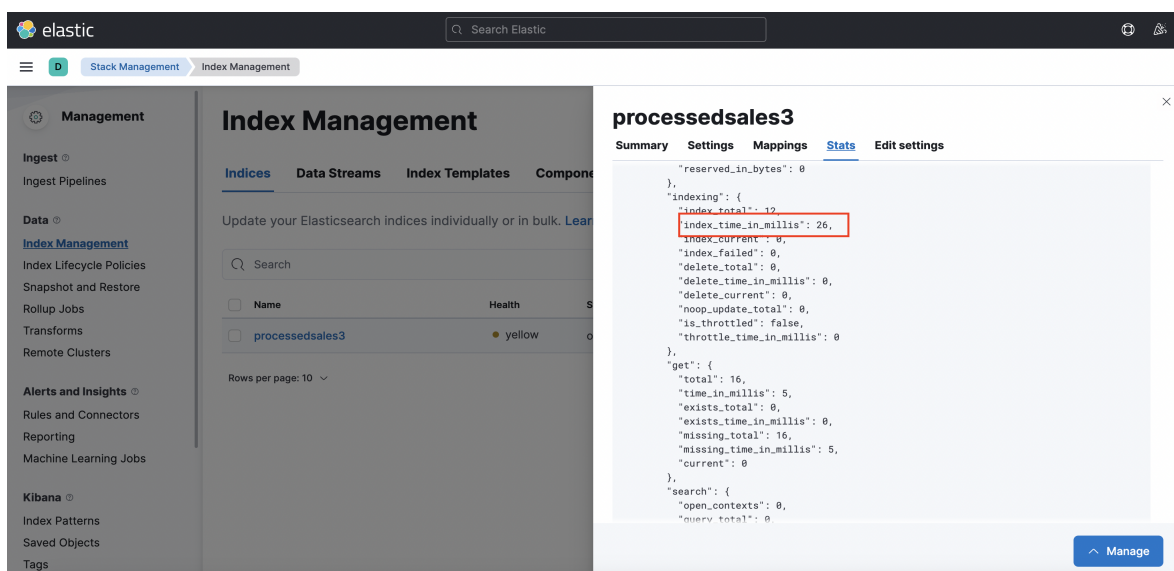 elastic
Search Elastic
D
Stack Management
Index Management
Management
Ingest
Ingest Pipelines
Data
Index Management
Index Lifecycle Policies
Snapshot and Restore
Rollup Jobs
Transforms
Remote Clusters
Alerts and Insights
Rules and Connectors
Reporting
Machine Learning Jobs
Kibana
Index Patterns
Saved Objects
Tags
Index Management
Indices Data Streams Index Templates Compone
Update your Elasticsearch indices individually or in bulk. Lear
Search
Name Health S
processedsales3 yellow o
Rows per page: 10
processedsales3
Summary Settings Mappings Stats Edit settings
"reserved_in_bytes": 0
},
"indexing": {
"index_total": 12,
"index_time_in_millis": 26,
"index_current": 0,
"index_failed": 0,
"delete_total": 0,
"delete_time_in_millis": 0,
"delete_current": 0,
"noop_update_total": 0,
"is_throttled": false,
"throttle_time_in_millis": 0
},
"get": {
"total": 16,
"time_in_millis": 5,
"exists_total": 0,
"exists_time_in_millis": 0,
"missing_total": 16,
"missing_time_in_millis": 5,
"current": 0
},
"search": {
"open_contexts": 0,
"query_total": 0,
Manage